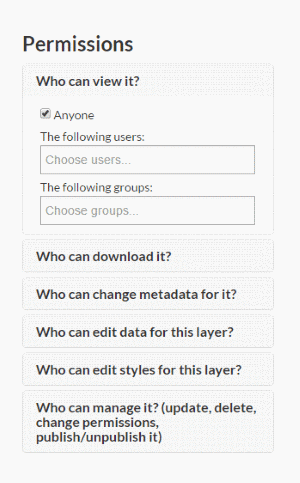 Permissions
Who can view it?
Anyone
The following users:
Choose users...
The following groups:
Choose groups...
Who can download it?
Who can change metadata for it?
Who can edit data for this layer?
Who can edit styles for this layer?
Who can manage it? (update, delete,
change permissions,
publish/unpublish it)